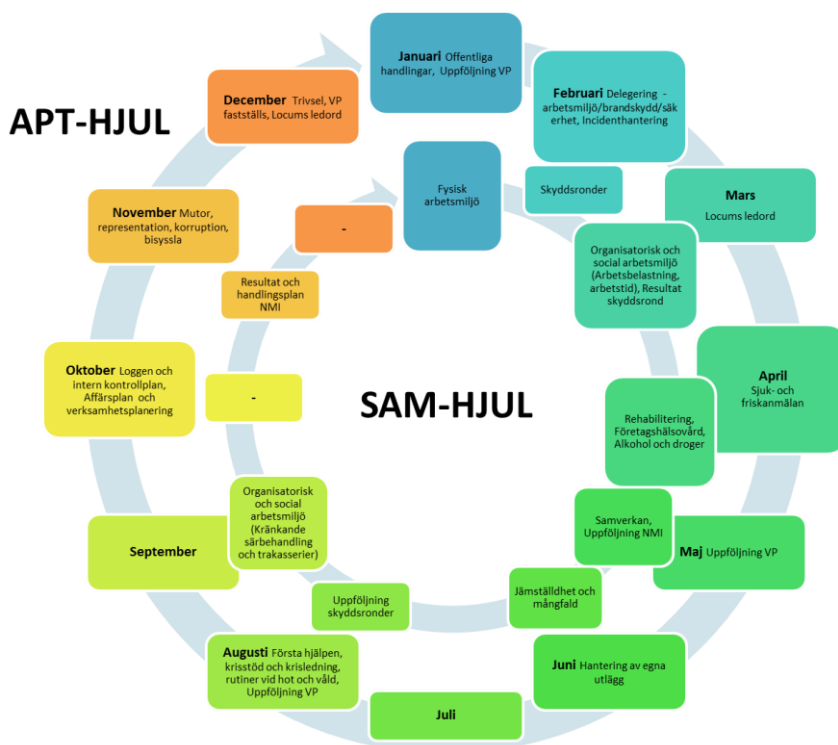 APT-HJUL
Januari Offentliga
handlingar, Uppföljning VP
Februari Delegering -
arbetsmiljö/brandskydd/säk
erhet, Incidenthantering
Mars
Locums ledord
April
Sjuk- och
friskanmälan
Maj Uppföljning VP
Juni Hantering av egna
utlägg
Juli
Augusti Första hjälpen,
krisstöd och krisledning,
rutiner vid hot och våld,
Uppföljning VP
September
Oktober Loggen och
intern kontrollplan,
Affärsplan och
verksamhetsplanering
November Mutor,
representation, korruption,
bisyssla
December Trivsel, VP
fastställs, Locums ledord
SAM-HJUL
Fysisk
arbetsmiljö
Skyddsronder
Organisatorisk och
social arbetsmiljö
(Arbetsbelastning,
arbetstid), Resultat
skyddsrond
Rehabilitering,
Företagshälsovård,
Alkohol och droger
Samverkan,
Uppföljning NMI
Jämställdhet och
mångfald
Uppföljning
skyddsronder
Organisatorisk
och social
arbetsmiljö
(Kränkande
särbehandling
och trakasserier)
-
Resultat och
handlingsplan
NMI
-